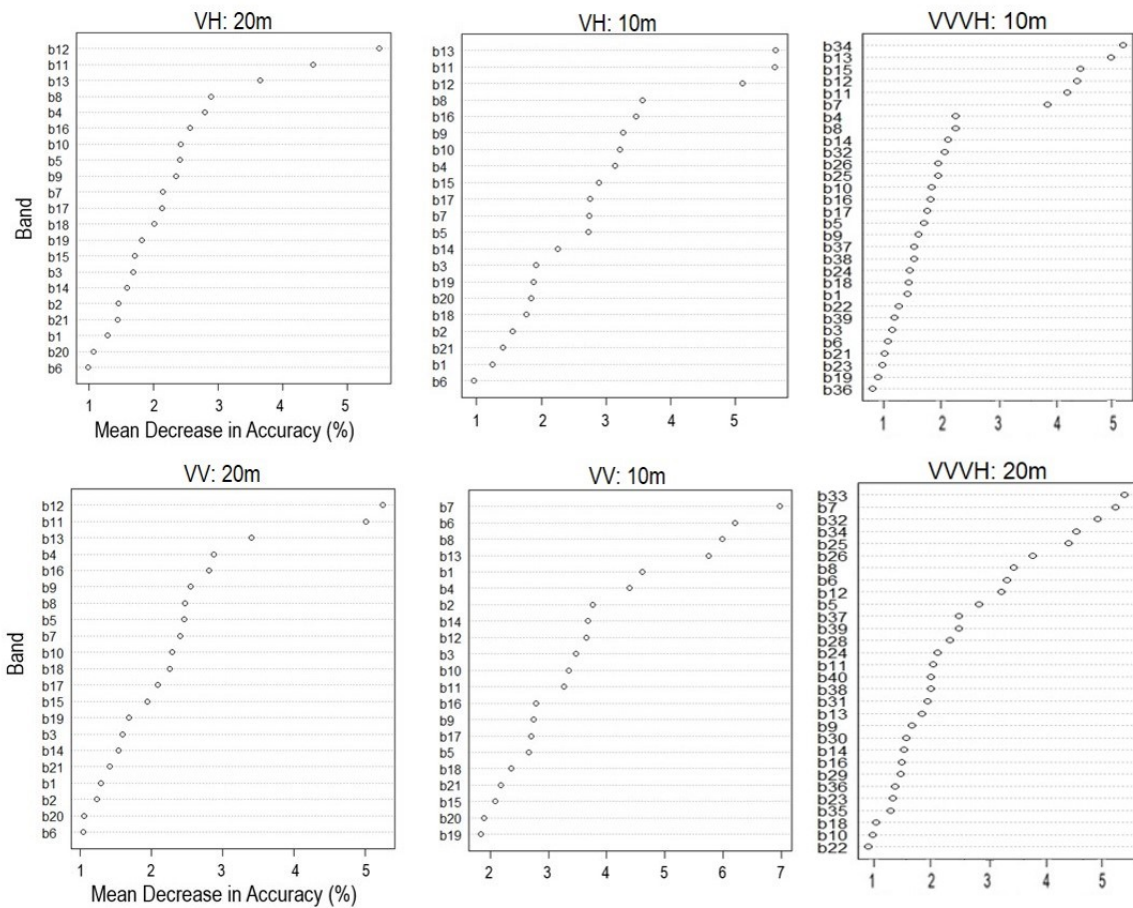 VH: 20m
Band
b12
b11
b13
b8
b4
b16
b10
b5
b9
b7
b17
b18
b19
b15
b3
b14
b2
b21
b1
b20
b6
1 2 3 4 5
Mean Decrease in Accuracy (%)
VH: 10m
b13
b11
b12
b8
b16
b9
b10
b4
b15
b17
b7
b5
b14
b3
b19
b20
b18
b2
b21
b1
b6
1 2 3 4 5
VVVH: 10m
b34
b13
b15
b12
b11
b7
b4
b8
b14
b32
b26
b25
b10
b16
b17
b5
b9
b37
b38
b24
b18
b1
b22
b39
b3
b6
b21
b23
b19
b36
1 2 3 4 5
VV: 20m
Band
b12
b11
b13
b4
b16
b9
b8
b5
b7
b10
b18
b17
b15
b19
b3
b14
b21
b1
b2
b20
b6
1 2 3 4 5
Mean Decrease in Accuracy (%)
VV: 10m
b7
b6
b8
b13
b1
b4
b2
b14
b12
b3
b10
b11
b16
b9
b17
b5
b18
b21
b15
b20
b19
2 3 4 5 6 7
VVVH: 20m
b33
b7
b32
b34
b25
b26
b8
b6
b12
b5
b37
b39
b28
b24
b11
b40
b38
b31
b13
b9
b30
b14
b16
b29
b36
b23
b35
b18
b10
b22
1 2 3 4 5